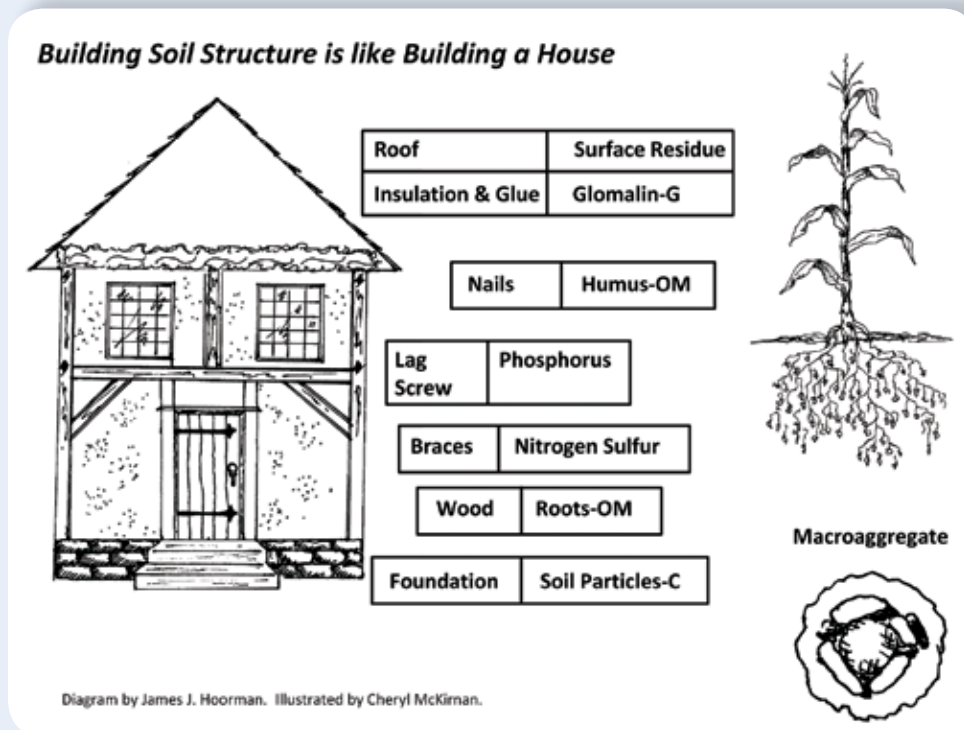 Building Soil Structure is like Building a House
Roof Surface Residue
Insulation & Glue Glomalin-G
Nails Humus-OM
Lag Phosphorus
Screw
Braces Nitrogen Sulfur
Wood Roots-OM
Foundation Soil Particles-C
Macroaggregate
Diagram by James J. Hoorman. Illustrated by Cheryl McKirnan.